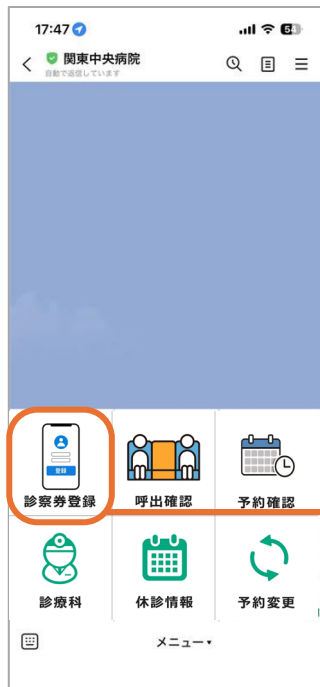 17:47
54
関東中央病院
自動で返信しています
登録
診察券登録
呼出確認
予約確認
診療科
休診情報
予約変更
メニュー▾